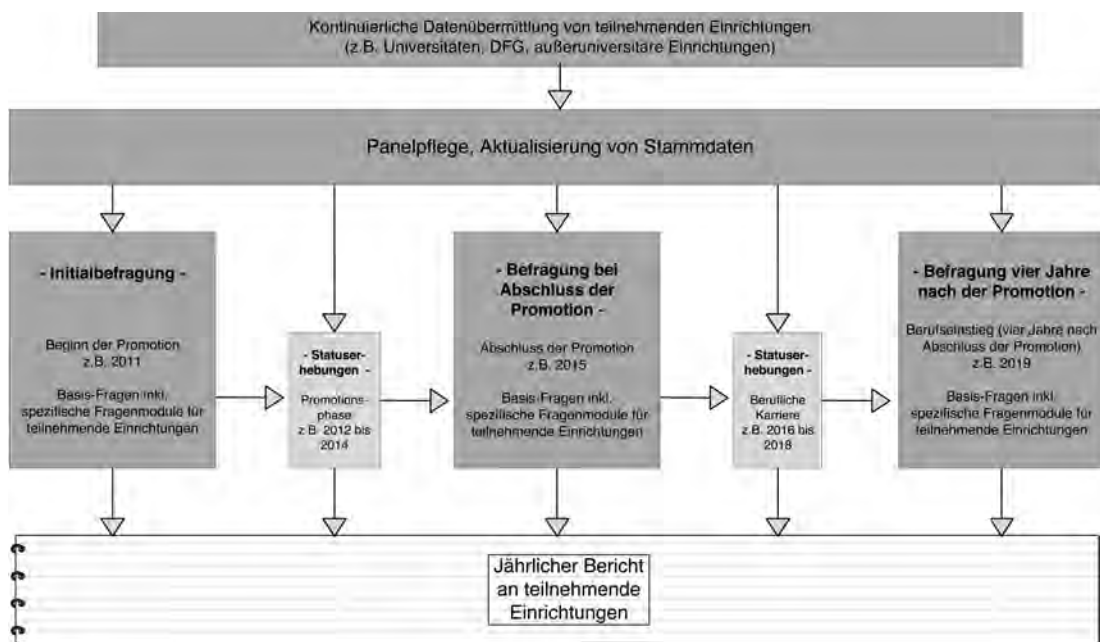 Kontinuierliche Datenübermittlung von teilnehmenden Einrichtungen
(z.B. Universitäten, DFG, außeruniversitäre Einrichtungen)
Panelpflege, Aktualisierung von Stammdaten
- Initialbefragung -
Beginn der Promotion
z.B. 2011
Basis-Fragen inkl.
spezifische Fragenmodule für
teilnehmende Einrichtungen
- Statuser-
hebungen -
Promotions-
phase
z.B. 2012 bis
2014
- Befragung bei
Abschluss der
Promotion -
Abschluss der Promotion
z.B. 2015
Basis-Fragen inkl.
spezifische Fragenmodule für
teilnehmende Einrichtungen
- Statuser-
hebungen -
Berufliche
Karriere
z.B. 2016 bis
2018
- Befragung vier Jahre
nach der Promotion -
Berufseinstieg (vier Jahre nach
Abschluss der Promotion)
z.B. 2019
Basis-Fragen inkl.
spezifische Fragenmodule für
teilnehmende Einrichtungen
Jährlicher Bericht
an teilnehmende
Einrichtungen